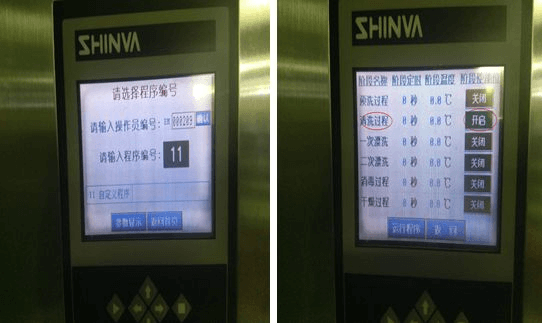 SHINVA
请选择程序编号
请输入操作员编号: 000209 确认
请输入程序编号: 11
11 自定义程序
参数显示 返回首页
SHINVA
阶段名称 阶段定时 阶段温度 阶段使能值
预洗过程 0 秒 0.0 ℃ 关闭
清洗过程 0 秒 0.0 ℃ 开启
一次漂洗 0 秒 0.0 ℃ 关闭
二次漂洗 0 秒 0.0 ℃ 关闭
消毒过程 0 秒 0.0 ℃ 关闭
干燥过程 0 秒 0.0 ℃ 关闭
运行程序 返 回